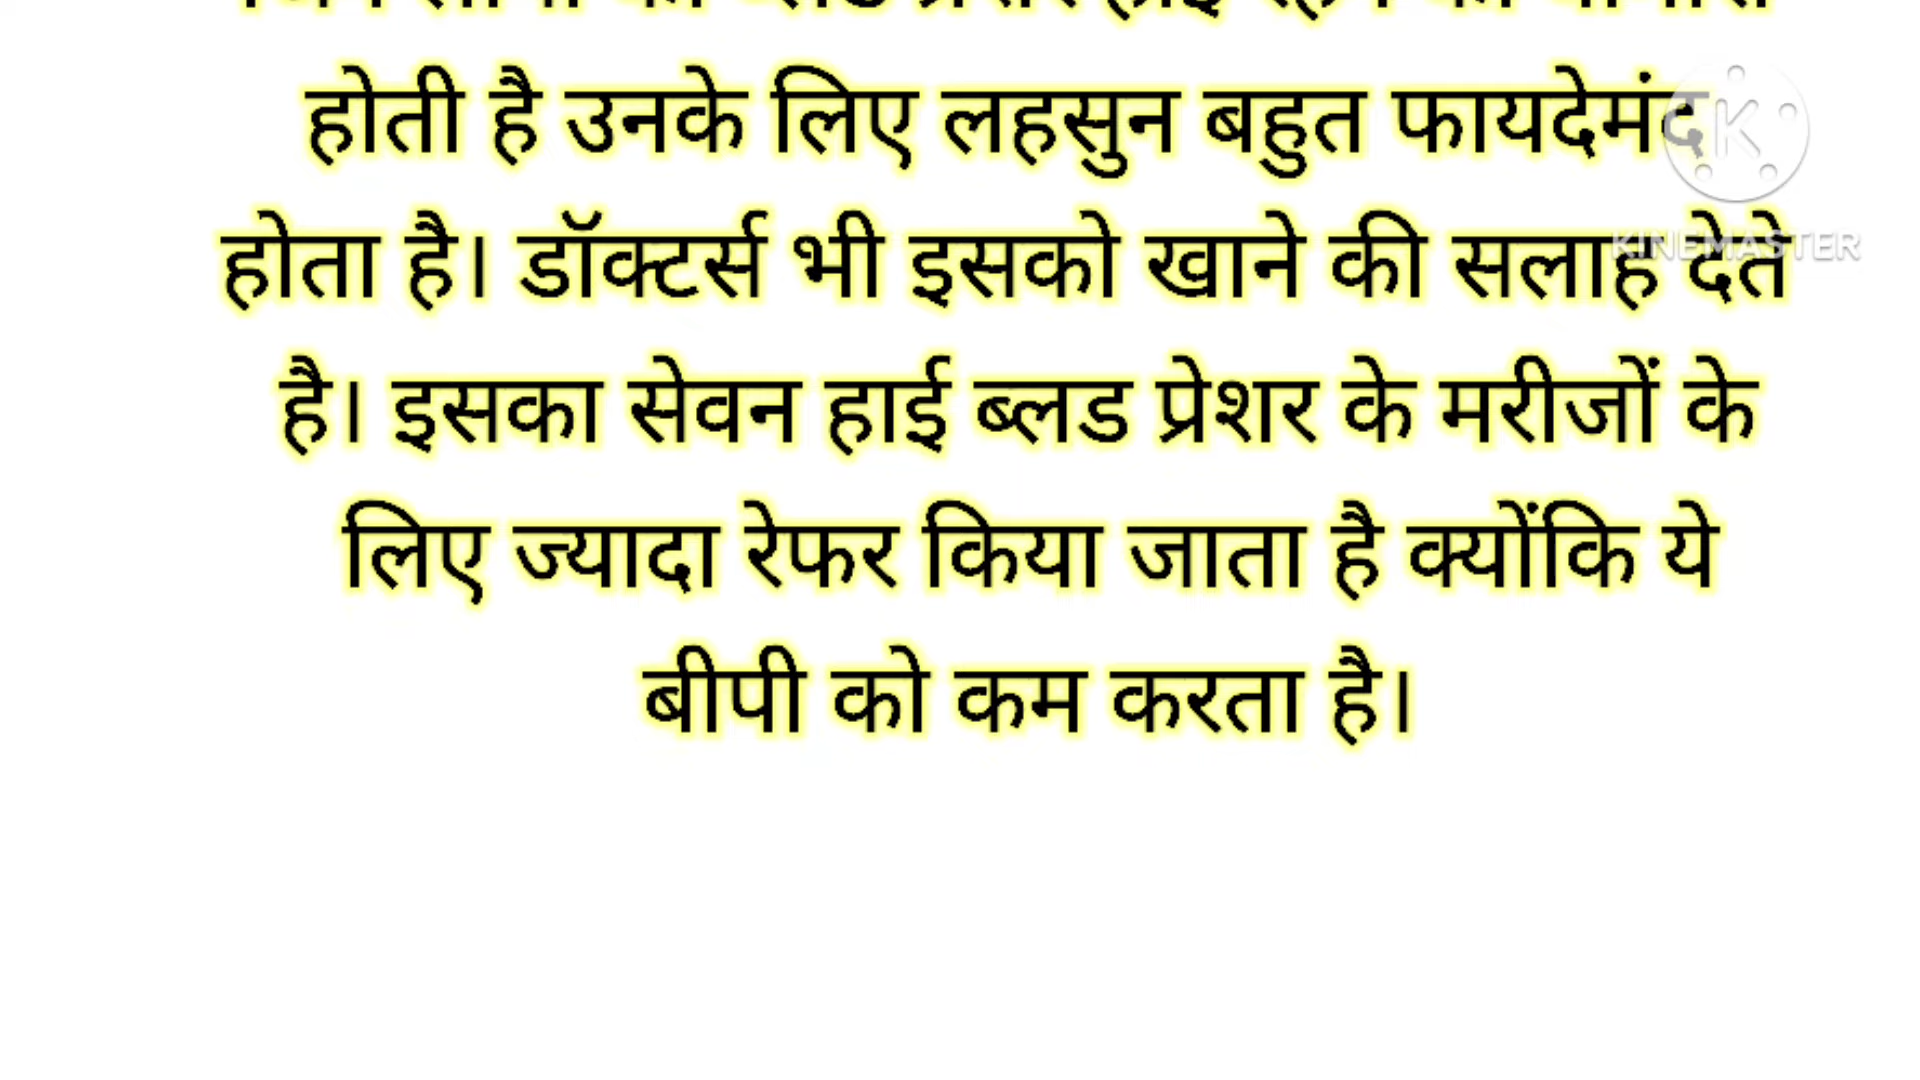 होती है उनके लिए लहसुन बहुत फायदेमंद
होता है। डॉक्टर्स भी इसको खाने की सलाह देते
है। इसका सेवन हाई ब्लड प्रेशर के मरीजों के
लिए ज्यादा रेफर किया जाता है क्योंकि ये
बीपी को कम करता है।
K
KINEMASTER